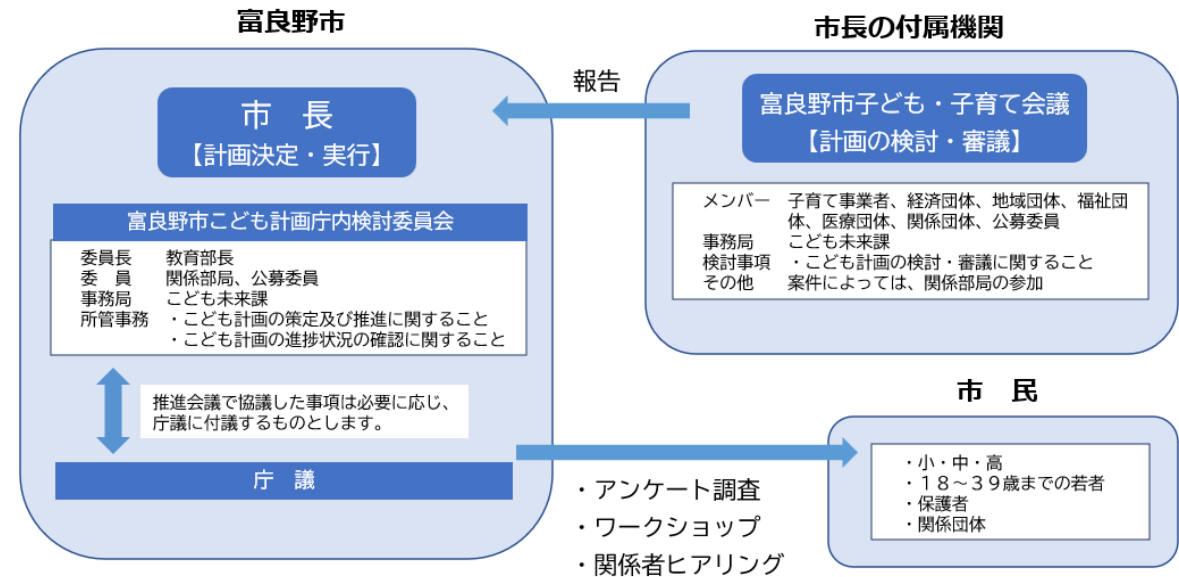 富良野市
市　長
【計画決定・実行】
富良野市こども計画庁内検討委員会
委員長　教育部長
委　員　関係部局、公募委員
事務局　こども未来課
所管事務　・こども計画の策定及び推進に関すること
・こども計画の進捗状況の確認に関すること
推進会議で協議した事項は必要に応じ、
庁議に付議するものとします。
庁　議
報告
市長の付属機関
富良野市子ども・子育て会議
【計画の検討・審議】
メンバー　子育て事業者、経済団体、地域団体、福祉団
体、医療団体、関係団体、公募委員
事務局　こども未来課
検討事項　・こども計画の検討・審議に関すること
その他　案件によっては、関係部局の参加
・アンケート調査
・ワークショップ
・関係者ヒアリング
市　民
・小・中・高
・１８～３９歳までの若者
・保護者
・関係団体